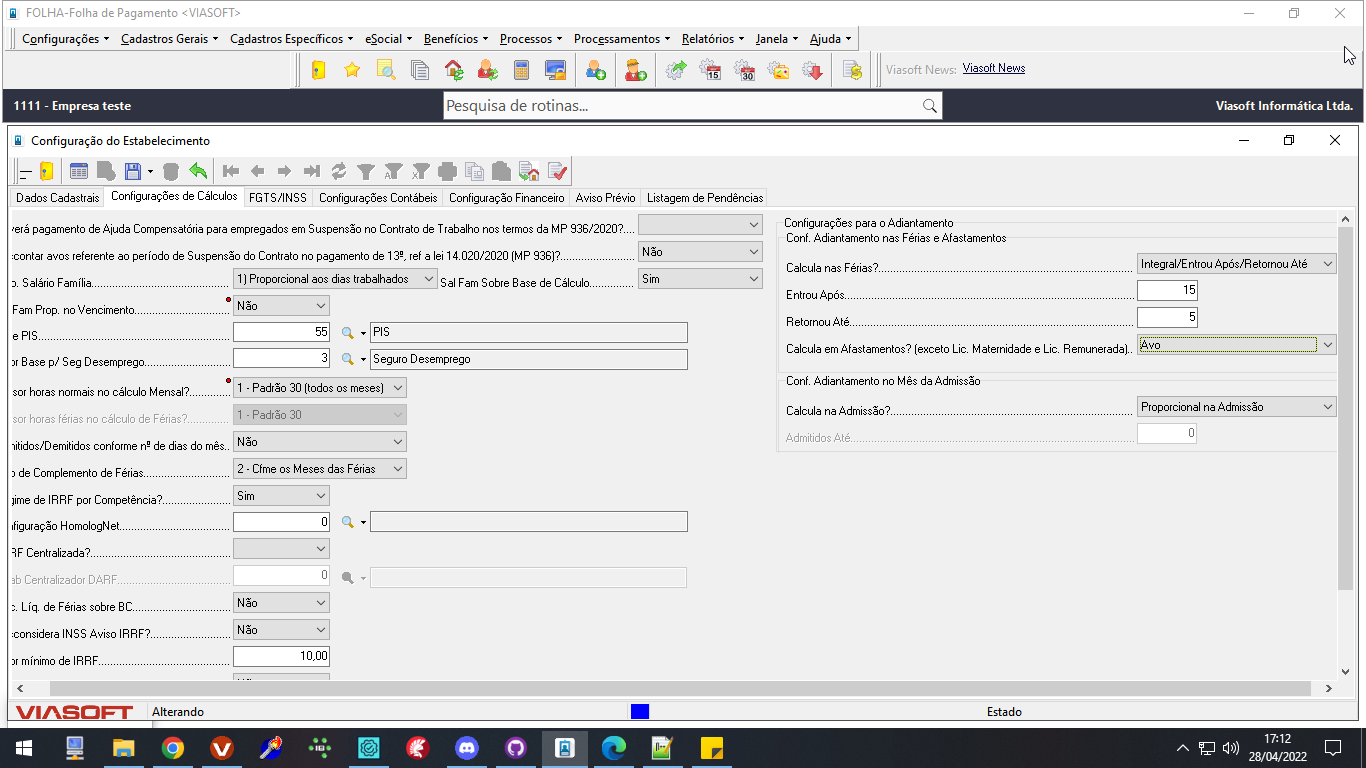 FOLHA-Folha de Pagamento <VIASOFT>
Configurações Cadastros Gerais Cadastros Específicos eSocial Benefícios Processos Processamentos Relatórios Janela Ajuda
Viasoft News: Viasoft News
1111 - Empresa teste Pesquisa de rotinas... Viasoft Informática Ltda.
Configuração do Estabelecimento
Dados Cadastrais Configurações de Cálculos FGTS/INSS Configurações Contábeis Configuração Financeiro Aviso Prévio Listagem de Pendências
verá pagamento de Ajuda Compensatória para empregados em Suspensão no Contrato de Trabalho nos termos da MP 936/2020?....
contar avos referente ao período de Suspensão do Contrato no pagamento de 13º, ref a lei 14.020/2020 (MP 936)?............ Não
o. Salário Família............ 1) Proporcional aos dias trabalhados Sal Fam Sobre Base de Cálculo............ Sim
Fam Prop. no Vencimento............ Não
e PIS............ 55 PIS
or Base p/ Seg Desemprego............ 3 Seguro Desemprego
sor horas normais no cálculo Mensal?............ 1 - Padrão 30 (todos os meses)
sor horas férias no cálculo de Férias?............ 1 - Padrão 30
mitidos/Demitidos conforme nº de dias do mês.. Não
o de Complemento de Férias............ 2 - Cfme os Meses das Férias
gime de IRRF por Competência?............ Sim
nfiguração HomologNet............ 0
RF Centralizada?............
ab Centralizador DARF............ 0
c. Líq. de Férias sobre BC............ Não
considera INSS Aviso IRRF?............ Não
or mínimo de IRRF............ 10,00
Configurações para o Adiantamento
Conf. Adiantamento nas Férias e Afastamentos
Calcula nas Férias?............ Integral/Entrou Após/Retornou Até
Entrou Após............ 15
Retornou Até............ 5
Calcula em Afastamentos? (exceto Lic. Maternidade e Lic. Remunerada).. Avo
Conf. Adiantamento no Mês da Admissão
Calcula na Admissão?............ Proporcional na Admissão
Admitidos Até............ 0
VIASOFT Alterando Estado
17:12
28/04/2022